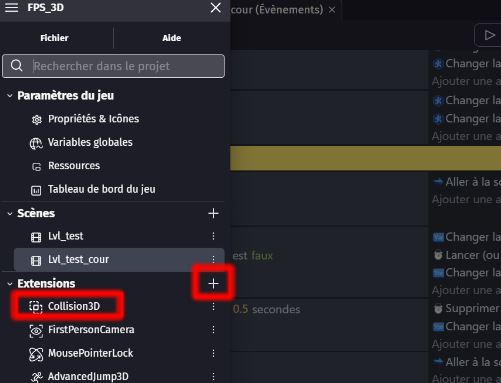 FPS_3D
cour (Évènements) ×
Fichier
Aide
Rechercher dans le projet
Changer la
Ajouter une a
Paramètres du jeu
Changer la
Propriétés & Icônes
Changer la
Ajouter une a
Variables globales
Ressources
Aller à la sc
Tableau de bord du jeu
Ajouter une a
Scènes
Lvl_test
Changer la
Lvl_test_cour
est faux
Lancer (ou
Changer la
Extensions
Ajouter une a
Collision3D
0.5 secondes
Supprimer
FirstPersonCamera
Changer la
Ajouter une a
MousePointerLock
Aller à la sc
AdvancedJump3D
Ajouter une a